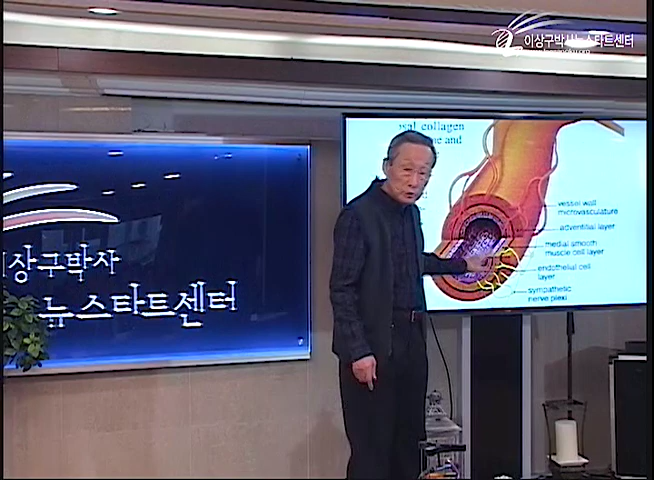 이상구박사뉴스타트센터
sal collagen
and
vessel wall
microvasculature
adventitial layer
medial smooth
muscle cell layer
endothelial cell
layer
sympathetic
nerve plexi
이상구박사
뉴스타트센터